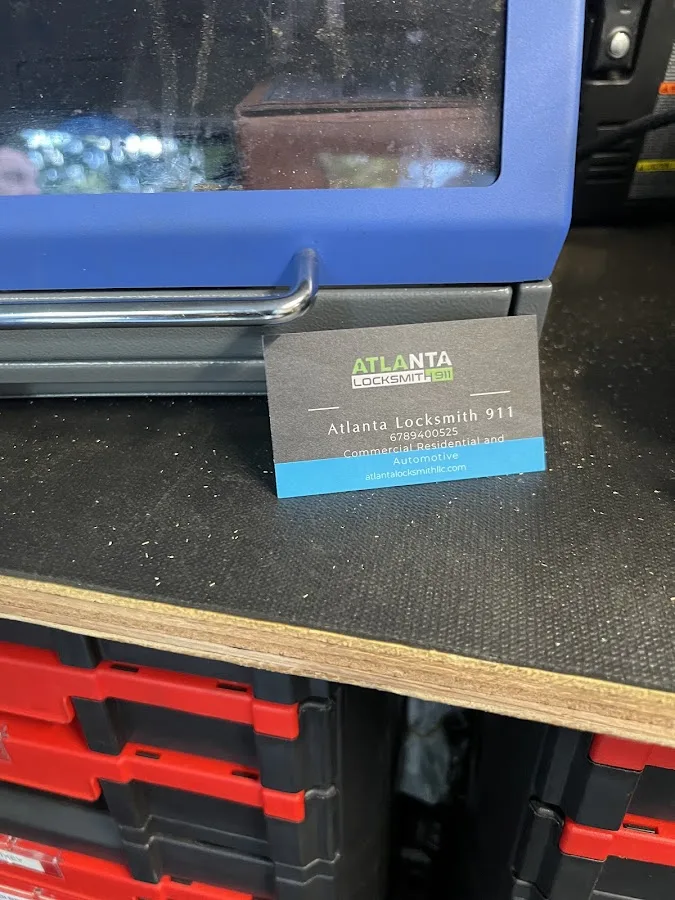 ATLANTA
LOCKSMITH 911
Atlanta Locksmith 911
6789400525
Commercial Residential and
Automotive
atlantalocksmithllc.com